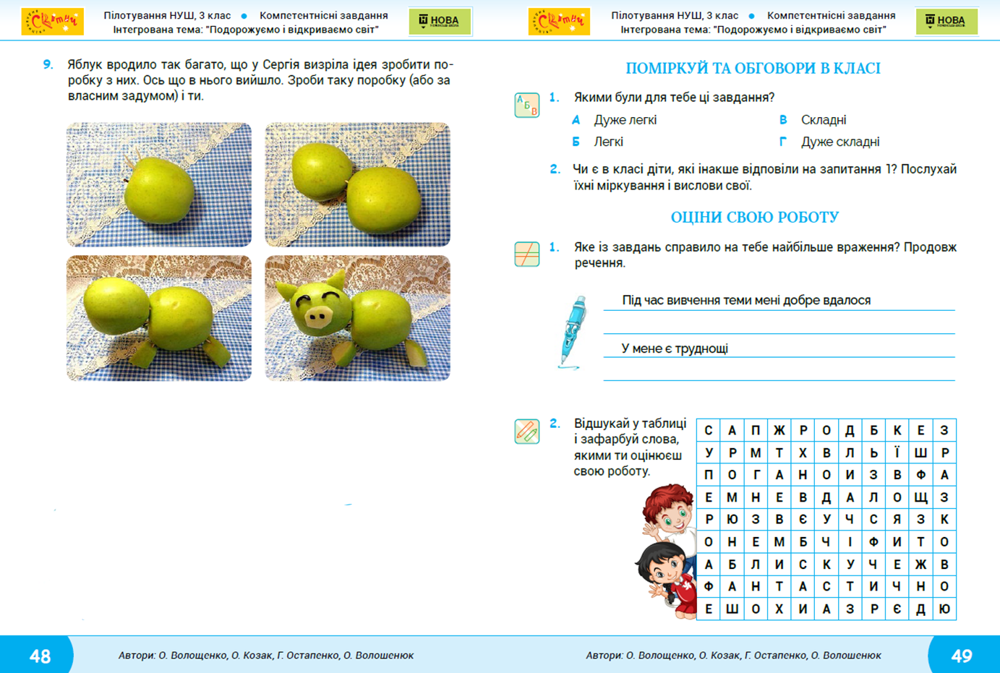 Світич
Пілотування НУШ, 3 клас ● Компетентнісні завдання
Інтегрована тема: "Подорожуємо і відкриваємо світ"
НОВА
УКРАЇНСЬКА ШКОЛА
9. Яблук вродило так багато, що у Сергія визріла ідея зробити по-
робку з них. Ось що в нього вийшло. Зроби таку поробку (або за
власним задумом) і ти.
48
Автори: О. Волощенко, О. Козак, Г. Остапенко, О. Волошенюк
Світич
Пілотування НУШ, 3 клас ● Компетентнісні завдання
Інтегрована тема: "Подорожуємо і відкриваємо світ"
НОВА
УКРАЇНСЬКА ШКОЛА
ПОМІРКУЙ ТА ОБГОВОРИ В КЛАСІ
А Б В
1. Якими були для тебе ці завдання?
А Дуже легкі В Складні
Б Легкі Г Дуже складні
2. Чи є в класі діти, які інакше відповіли на запитання 1? Послухай
їхні міркування і вислови свої.
ОЦІНИ СВОЮ РОБОТУ
1. Яке із завдань справило на тебе найбільше враження? Продовж
речення.
Під час вивчення теми мені добре вдалося
У мене є труднощі
2. Відшукай у таблиці
і зафарбуй слова,
якими ти оцінюєш
свою роботу.
С А П Ж Р О Д Б К Е З
У Р М Т Х В Л Ь Ї Ш Р
П О Г А Н О И З В Ф А
Е М Н Е В Д А Л О Щ З
Р Ю З В Є У Ч С Я З К
О Н Е М Б Ч І Ф И Т О
А Б Л И С К У Ч Е Ж В
Ф А Н Т А С Т И Ч Н О
Е Ш О Х И А З Р Є Д Ю
Автори: О. Волощенко, О. Козак, Г. Остапенко, О. Волошенюк
49